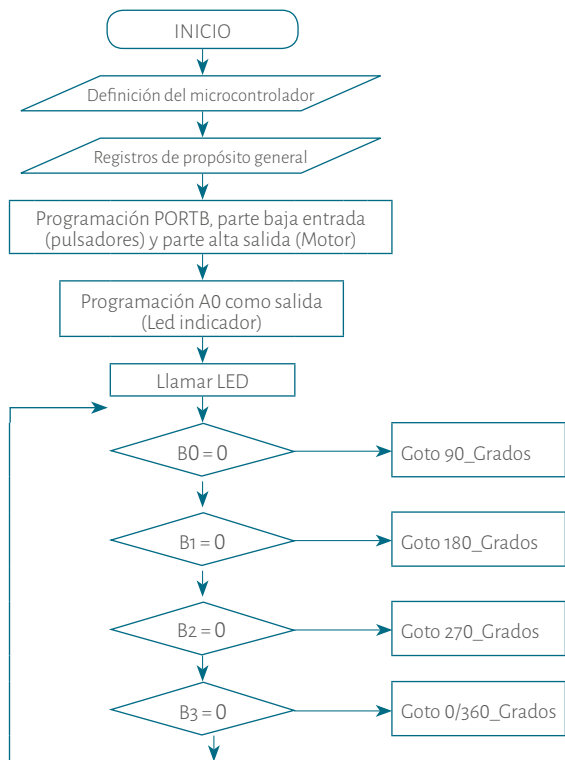 INICIO
Definición del microcontrolador
Registros de propósito general
Programación PORTB, parte baja entrada
(pulsadores) y parte alta salida (Motor)
Programación A0 como salida
(Led indicador)
Llamar LED
B0 = 0
Goto 90_Grados
B1 = 0
Goto 180_Grados
B2 = 0
Goto 270_Grados
B3 = 0
Goto 0/360_Grados